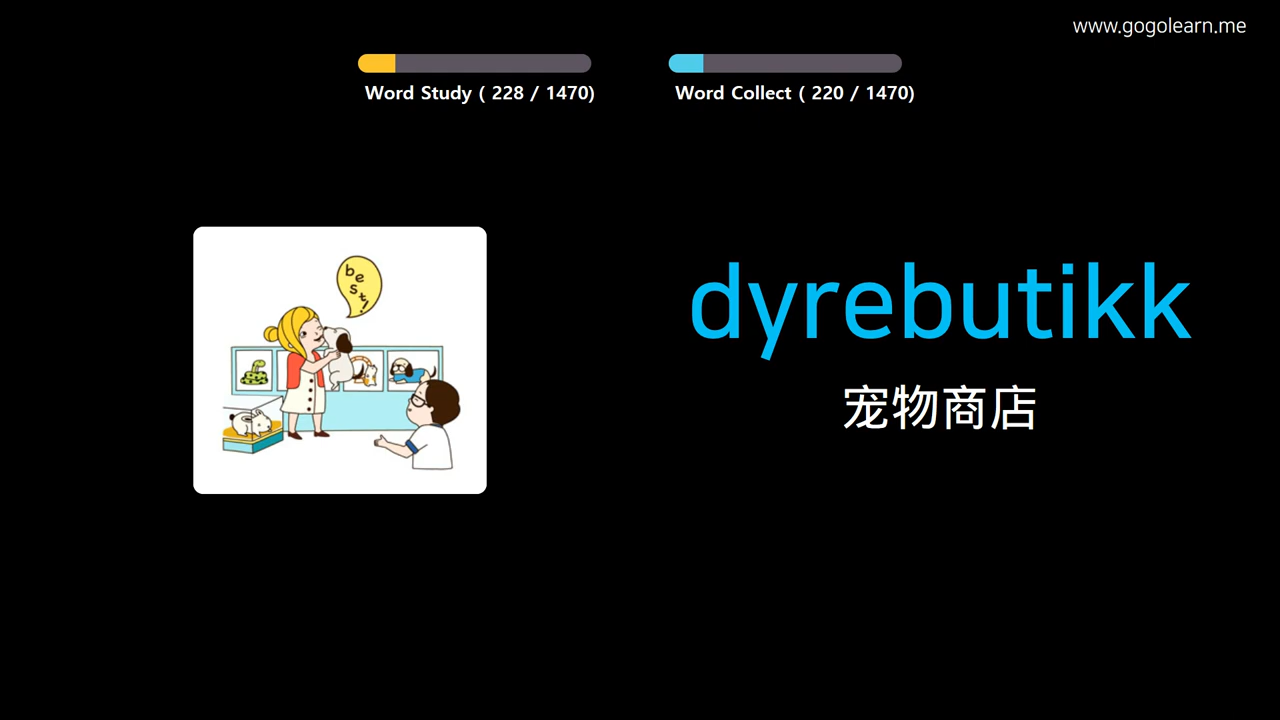 www.gogolearn.me
Word Study ( 228 / 1470)
Word Collect ( 220 / 1470)
best!
dyrebutikk
宠物商店